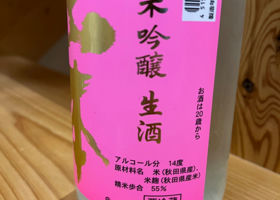 山本
米吟醸 生酒
お酒は20歳から
アルコール分 14度
原材料名 米(秋田県産)、
米麹(秋田県産米)
精米歩合 55%